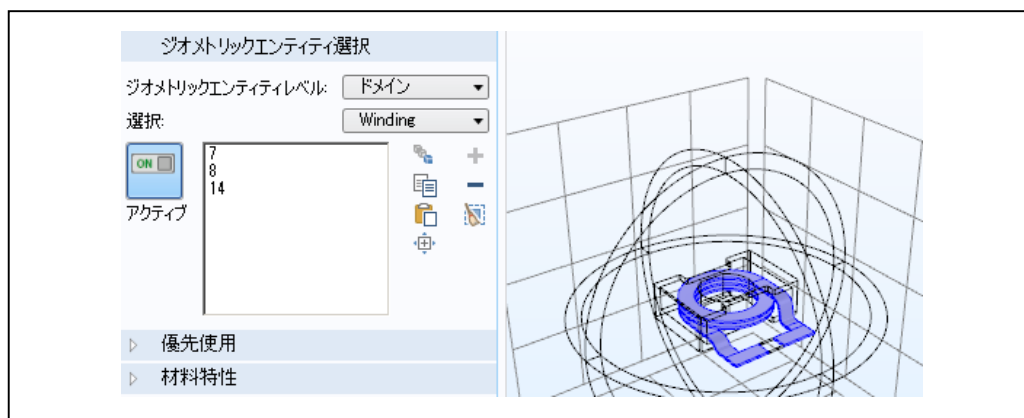 ジオメトリックエンティティ選択
ジオメトリックエンティティレベル: ドメイン
選択: Winding
ON
7
8
14
アクティブ
優先使用
材料特性